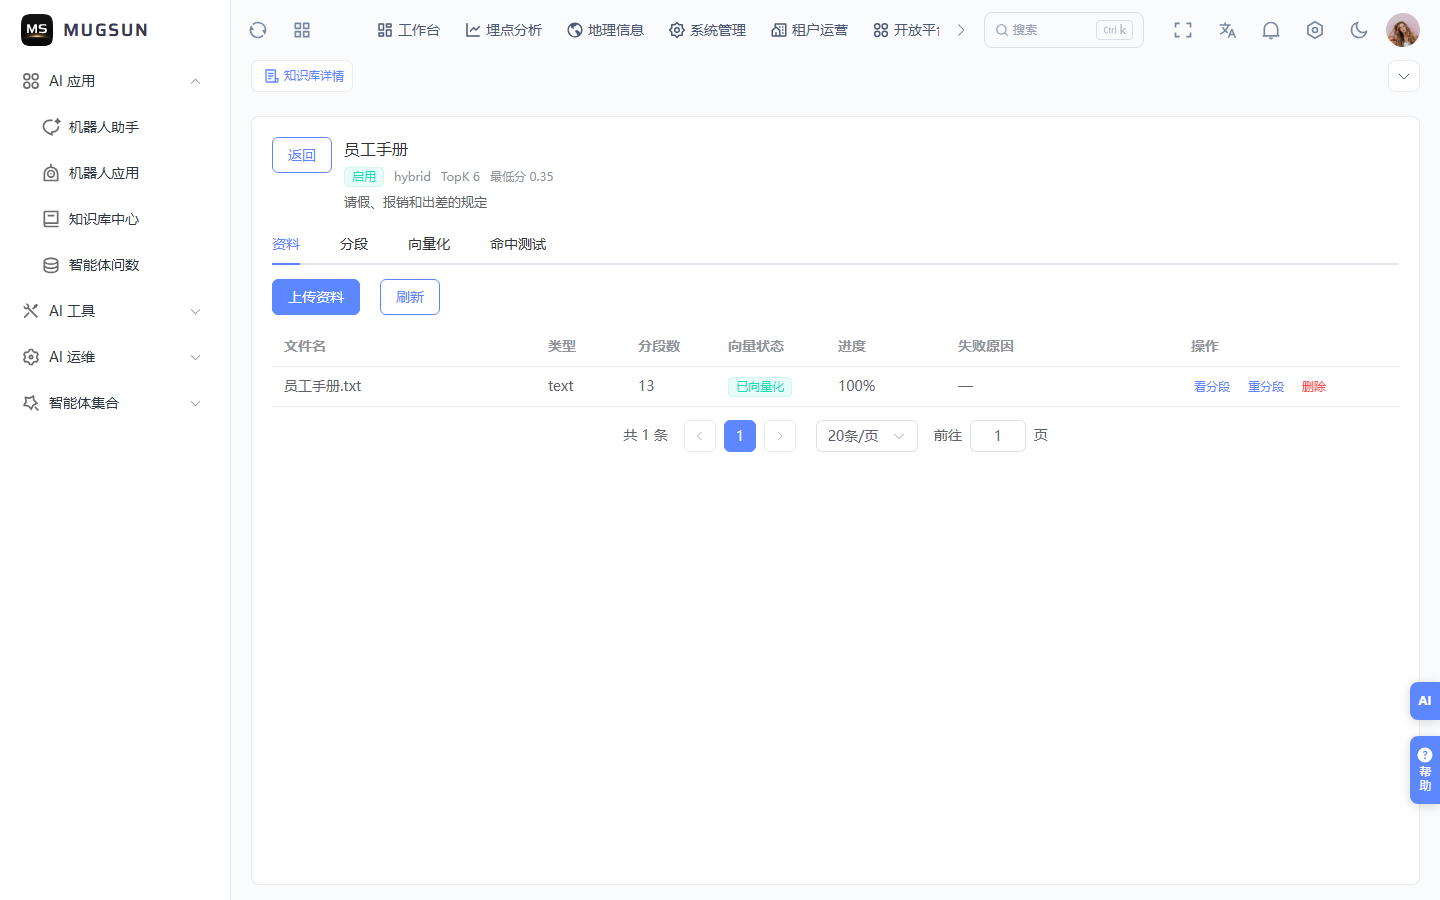 MS MUGSUN
AI 应用
机器人助手
机器人应用
知识库中心
智能体问数
AI 工具
AI 运维
智能体集合
工作台 埋点分析 地理信息 系统管理 租户运营 开放平
搜索 Ctrl k
知识库详情
返回
员工手册
启用 hybrid TopK 6 最低分 0.35
请假、报销和出差的规定
资料 分段 向量化 命中测试
上传资料 刷新
文件名 类型 分段数 向量状态 进度 失败原因 操作
员工手册.txt text 13 已向量化 100% — 看分段 重分段 删除
共 1 条 1 20条/页 前往 1 页
AI
?
帮
助